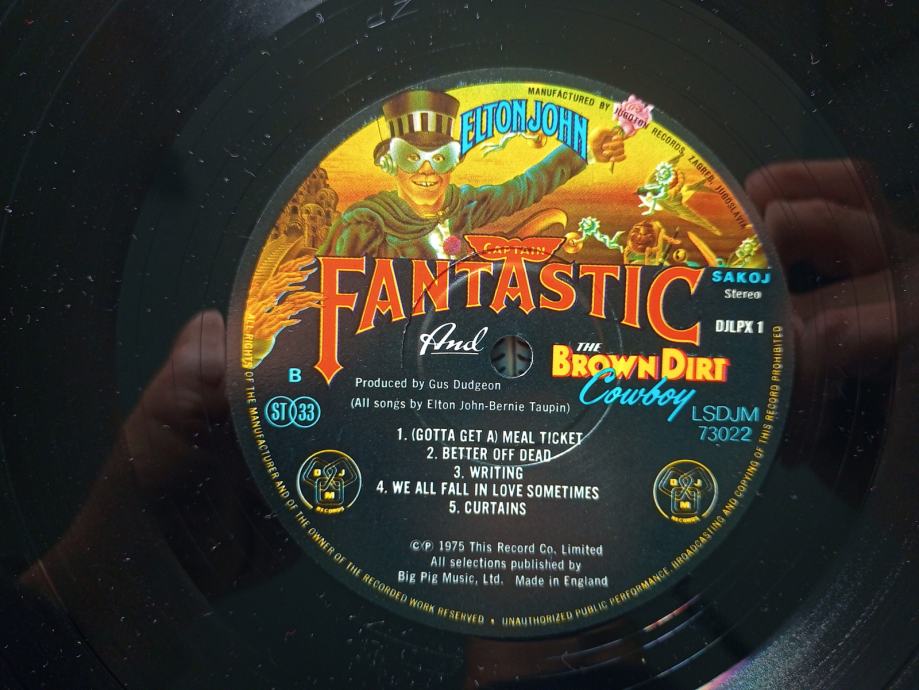 MANUFACTURED BY JUGOTON RECORDS, ZAGREB, JUGOSLAVIA
ELTON JOHN
CAPTAIN
FANTASTIC
And
THE
BROWN DIRT
Cowboy
SAKOJ
Stereo
DJLPX 1
LSDJM
73022
B
ST 33
Produced by Gus Dudgeon
(All songs by Elton John-Bernie Taupin)
1. (GOTTA GET A) MEAL TICKET
2. BETTER OFF DEAD
3. WRITING
4. WE ALL FALL IN LOVE SOMETIMES
5. CURTAINS
DJM
RECORDS
DJM
RECORDS
©℗ 1975 This Record Co. Limited
All selections published by
Big Pig Music, Ltd. Made in England
ALL RIGHTS OF THE MANUFACTURER AND OF THE OWNER OF THE RECORDED WORK RESERVED • UNAUTHORIZED PUBLIC PERFORMANCE, BROADCASTING AND COPYING OF THIS RECORD PROHIBITED